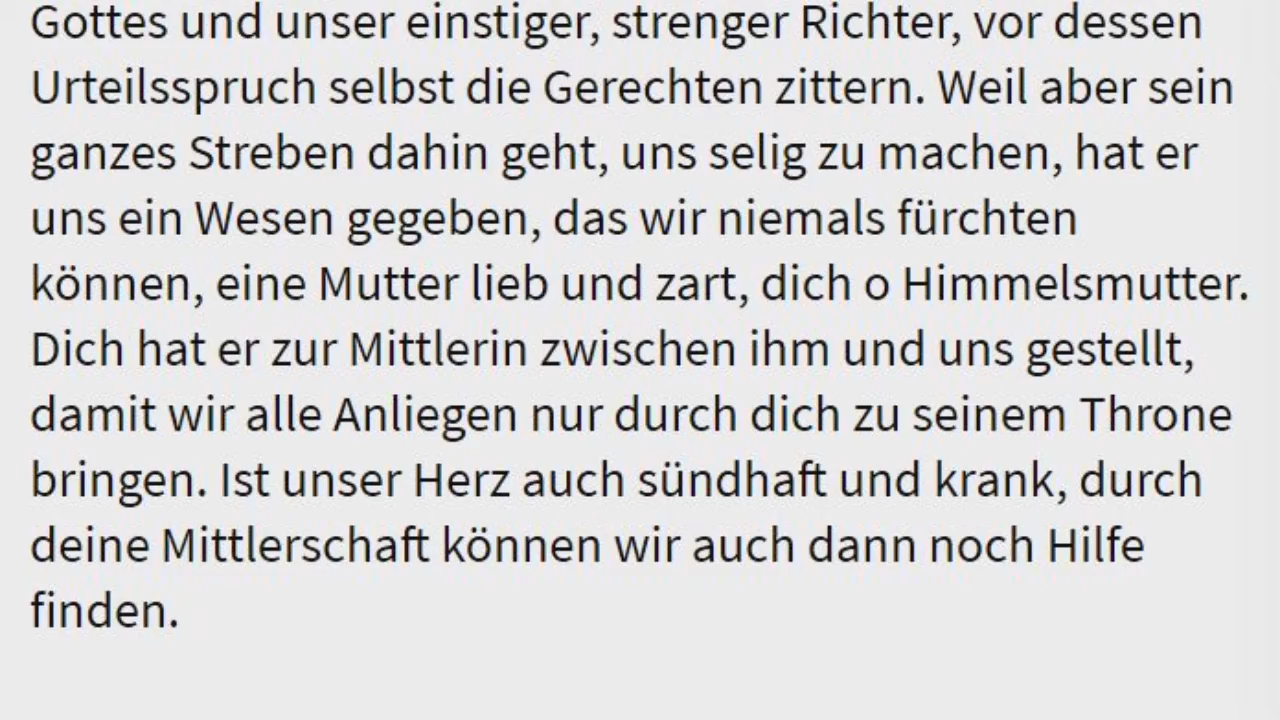 Gottes und unser einstiger, strenger Richter, vor dessen
Urteilsspruch selbst die Gerechten zittern. Weil aber sein
ganzes Streben dahin geht, uns selig zu machen, hat er
uns ein Wesen gegeben, das wir niemals fürchten
können, eine Mutter lieb und zart, dich o Himmelsmutter.
Dich hat er zur Mittlerin zwischen ihm und uns gestellt,
damit wir alle Anliegen nur durch dich zu seinem Throne
bringen. Ist unser Herz auch sündhaft und krank, durch
deine Mittlerschaft können wir auch dann noch Hilfe
finden.